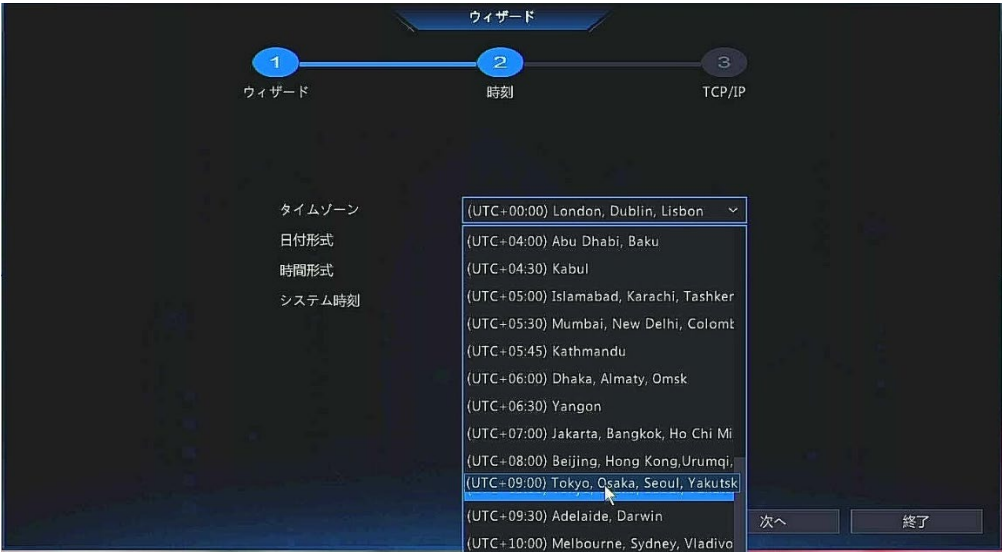 ウィザード
1
2
3
ウィザード
時刻
TCP/IP
タイムゾーン
(UTC+00:00) London, Dublin, Lisbon
日付形式
時間形式
システム時刻
(UTC+04:00) Abu Dhabi, Baku
(UTC+04:30) Kabul
(UTC+05:00) Islamabad, Karachi, Tashker
(UTC+05:30) Mumbai, New Delhi, Colomb
(UTC+05:45) Kathmandu
(UTC+06:00) Dhaka, Almaty, Omsk
(UTC+06:30) Yangon
(UTC+07:00) Jakarta, Bangkok, Ho Chi Mi
(UTC+08:00) Beijing, Hong Kong,Urumqi,
(UTC+09:00) Tokyo, Osaka, Seoul, Yakutsk
(UTC+09:30) Adelaide, Darwin
(UTC+10:00) Melbourne, Sydney, Vladivo
次へ
終了